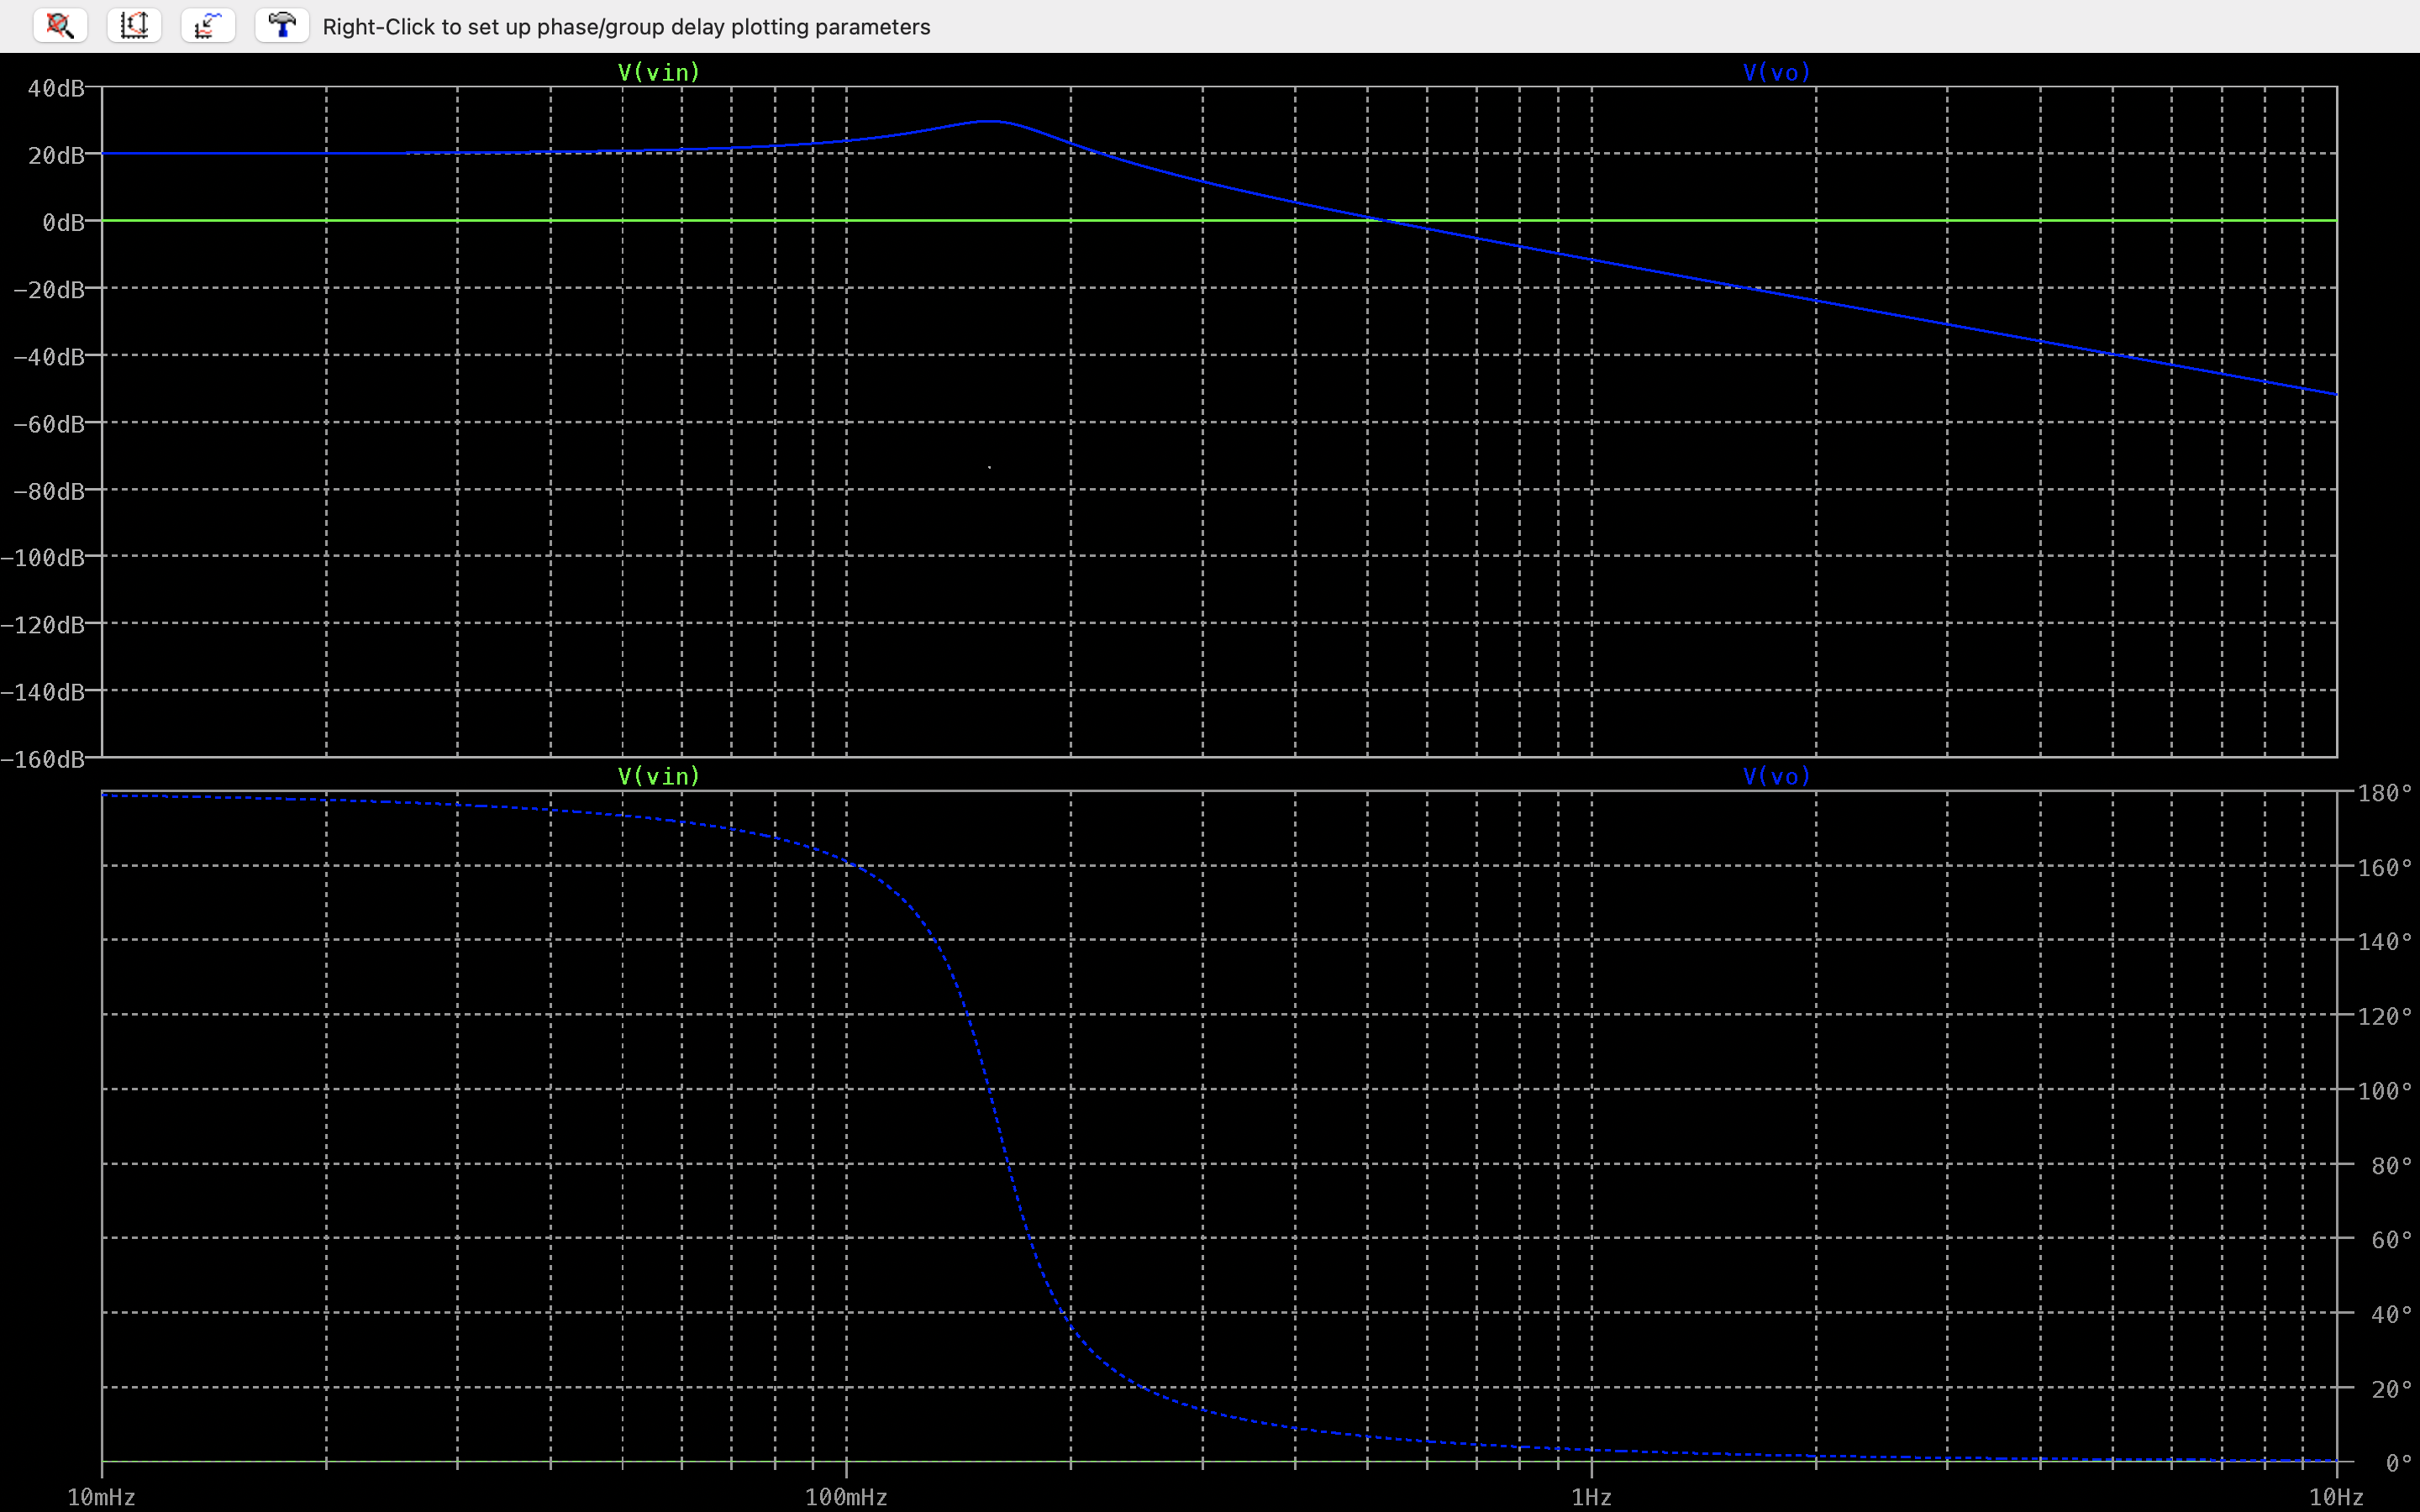 Right-Click to set up phase/group delay plotting parameters
V(vin) V(vo)
40dB
20dB
0dB
-20dB
-40dB
-60dB
-80dB
-100dB
-120dB
-140dB
-160dB
V(vin) V(vo)
180°
160°
140°
120°
100°
80°
60°
40°
20°
0°
10mHz 100mHz 1Hz 10Hz